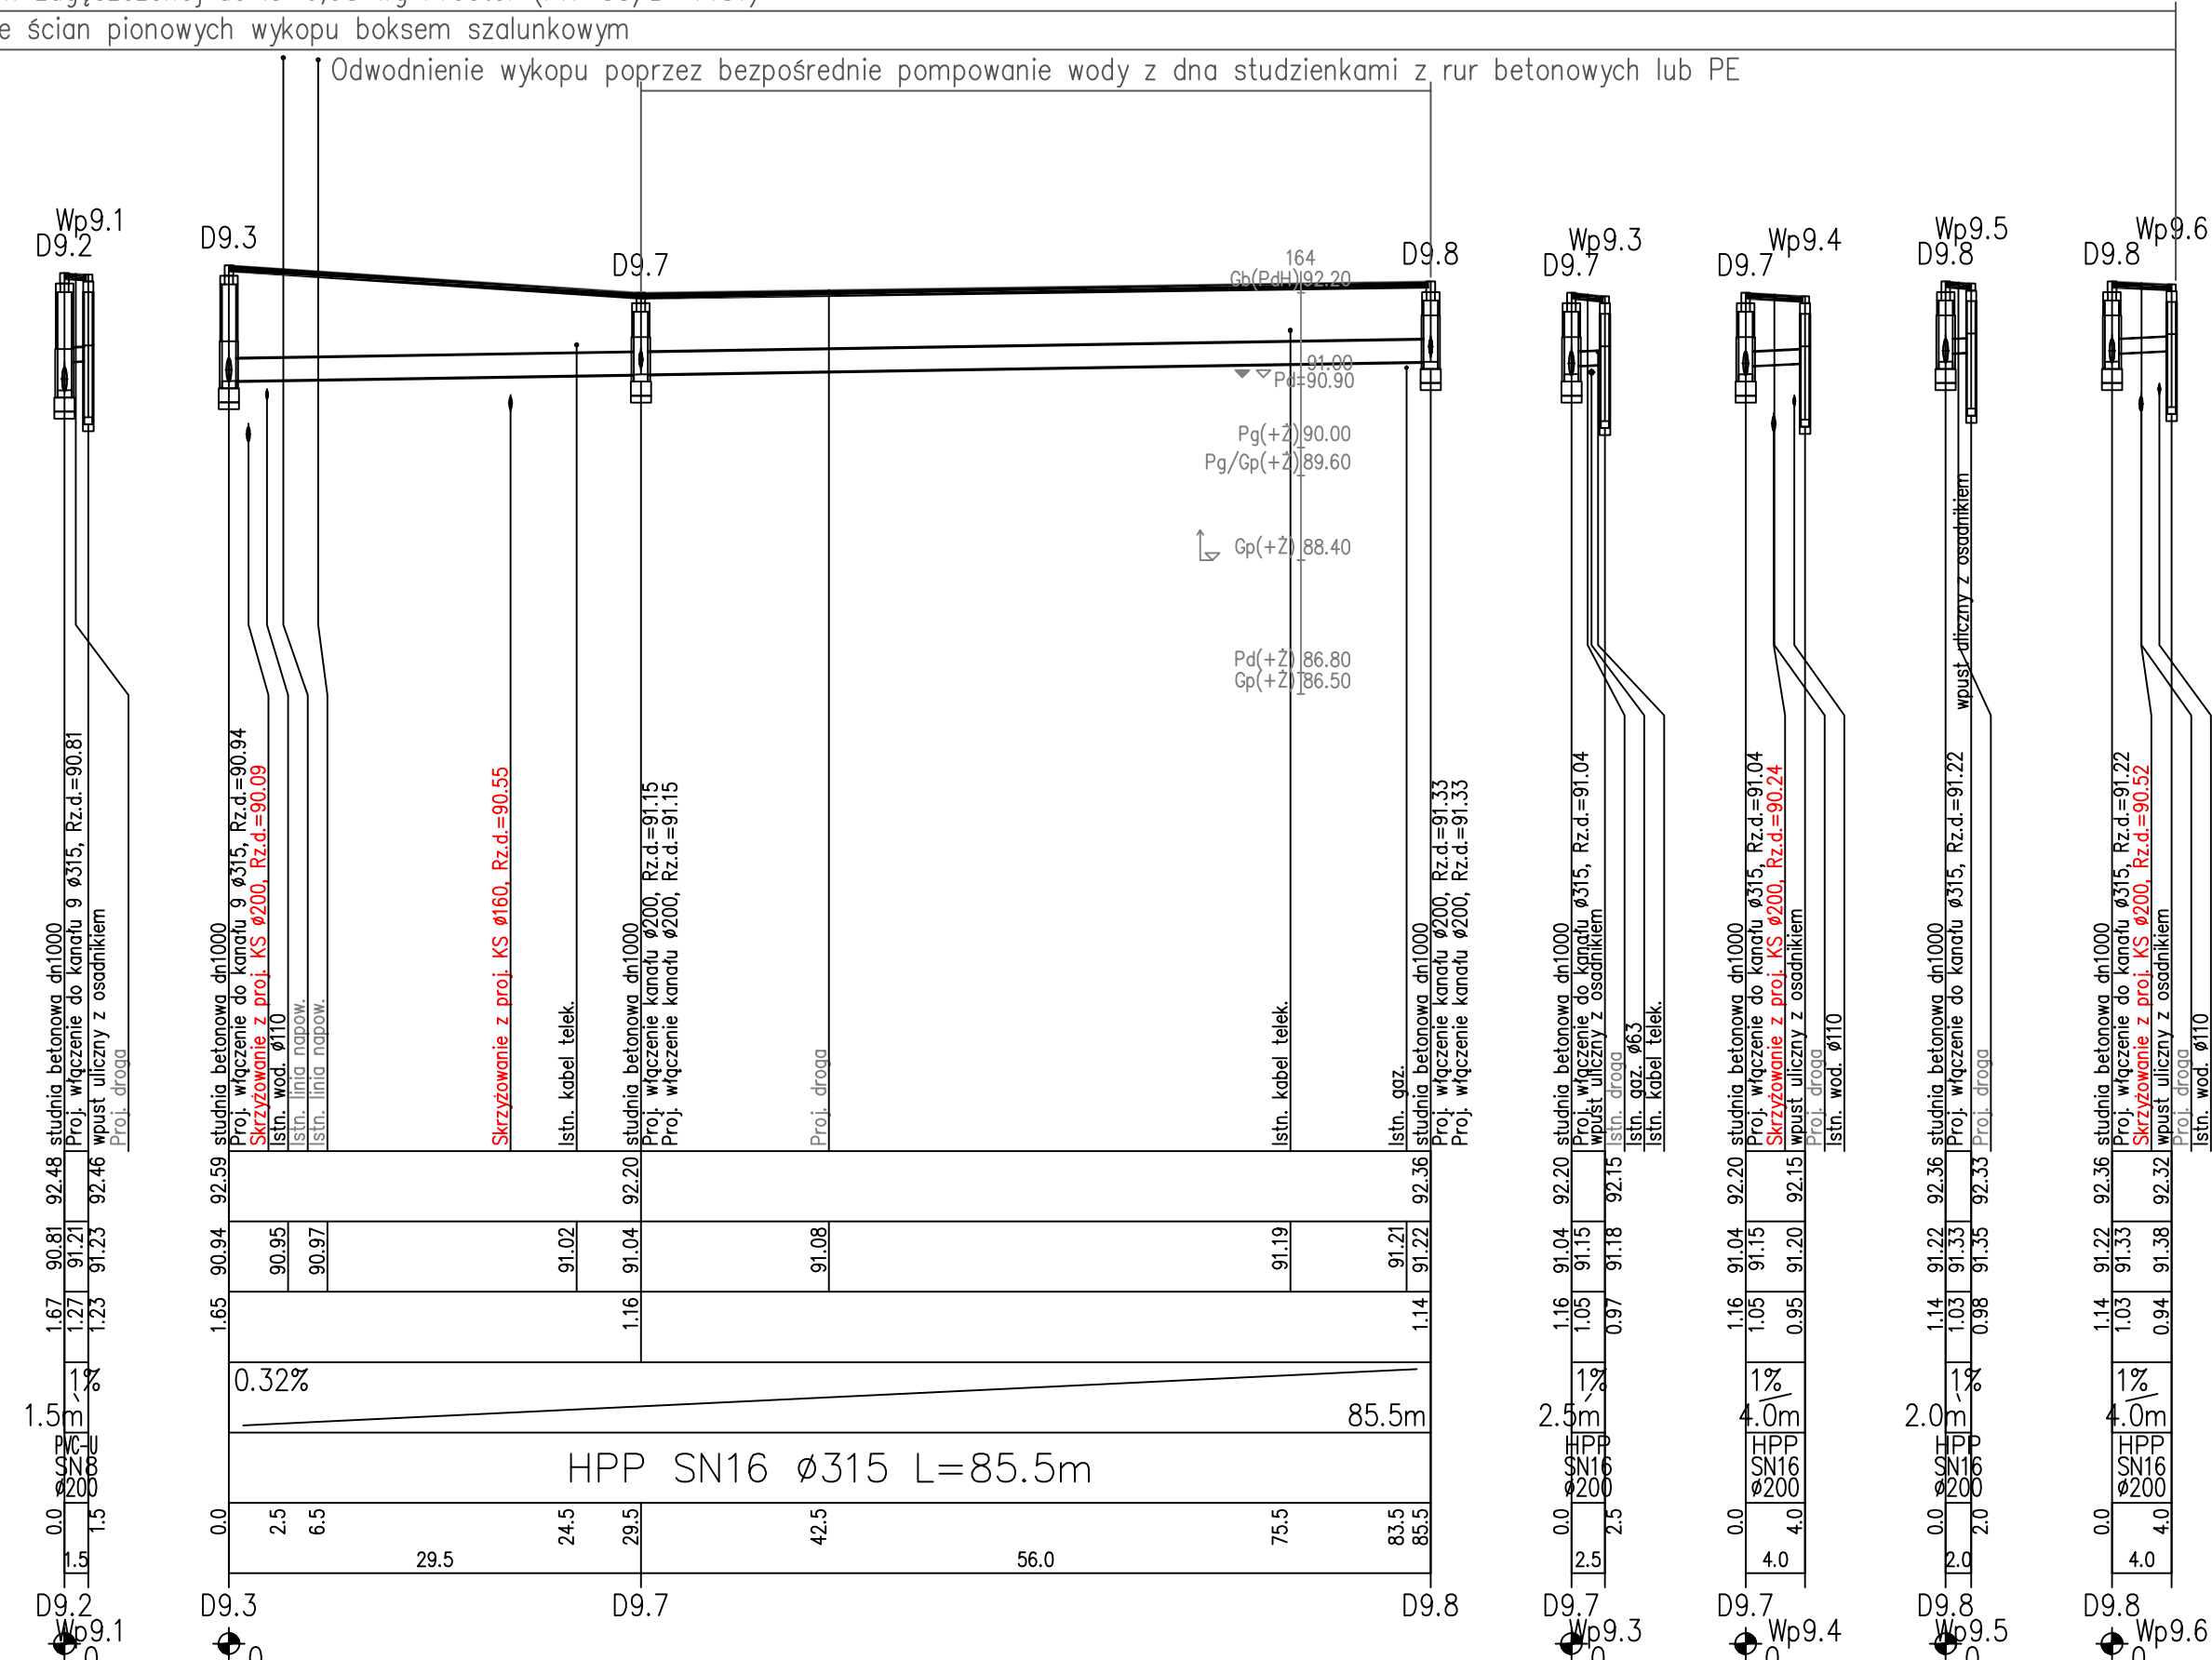 e ścian pionowych wykopu boksem szalunkowym
Odwodnienie wykopu poprzez bezpośrednie pompowanie wody z dna studzienkami z rur betonowych lub PE
Wp9.1
D9.2
D9.3
D9.7
D9.8
Wp9.3
D9.7
Wp9.4
D9.7
Wp9.5
D9.8
Wp9.6
D9.8
164
Gb(PdH) 92.20
91.00
Pd=90.90
Pg(+Ż) 90.00
Pg/Gp(+Ż) 89.60
Gp(+Ż) 88.40
Pd(+Ż) 86.80
Gp(+Ż) 86.50
studnia betonowa dn1000
Proj. włączenie do kanału 9 ø315, Rz.d.=90.81
wpust uliczny z osadnikiem
Proj. droga
studnia betonowa dn1000
Proj. włączenie do kanału 9 ø315, Rz.d.=90.94
Skrzyżowanie z proj. KS ø200, Rz.d.=90.09
Istn. wod. ø110
Istn. linia napow.
Istn. linia napow.
Skrzyżowanie z proj. KS ø160, Rz.d.=90.55
Istn. kabel telek.
studnia betonowa dn1000
Proj. włączenie kanału ø200, Rz.d.=91.15
Proj. włączenie kanału ø200, Rz.d.=91.15
Proj. droga
Istn. kabel telek.
Istn. gaz.
studnia betonowa dn1000
Proj. włączenie kanału ø200, Rz.d.=91.33
Proj. włączenie kanału ø200, Rz.d.=91.33
studnia betonowa dn1000
Proj. włączenie do kanału ø315, Rz.d.=91.04
wpust uliczny z osadnikiem
Istn. droga
Istn. gaz. ø63
Istn. kabel telek.
studnia betonowa dn1000
Proj. włączenie do kanału ø315, Rz.d.=91.04
Skrzyżowanie z proj. KS ø200, Rz.d.=90.24
wpust uliczny z osadnikiem
Proj. droga
Istn. wod. ø110
studnia betonowa dn1000
Proj. włączenie do kanału ø315, Rz.d.=91.22
wpust uliczny z osadnikiem
Proj. droga
studnia betonowa dn1000
Proj. włączenie do kanału ø315, Rz.d.=91.22
Skrzyżowanie z proj. KS ø200, Rz.d.=90.52
wpust uliczny z osadnikiem
Proj. droga
Istn. wod. ø110
92.48 92.46 92.59 92.20 92.36 92.20 92.15 92.20 92.15 92.36 92.33 92.36 92.32
90.81 91.21 91.23 90.94 90.95 90.97 91.02 91.04 91.08 91.19 91.21 91.22 91.04 91.15 91.18 91.04 91.15 91.20 91.22 91.33 91.35 91.22 91.33 91.38
1.67 1.27 1.23 1.65 1.16 1.14 1.16 1.05 0.97 1.16 1.05 0.95 1.14 1.03 0.98 1.14 1.03 0.94
1% 0.32% 1% 1% 1% 1%
1.5m 85.5m 2.5m 4.0m 2.0m 4.0m
PVC-U
SN8
ø200
HPP SN16 ø315 L=85.5m
HPP
SN16
ø200
HPP
SN16
ø200
HPP
SN16
ø200
HPP
SN16
ø200
0.0 1.5 0.0 2.5 6.5 24.5 29.5 42.5 75.5 83.5 85.5 0.0 2.5 0.0 4.0 0.0 2.0 0.0 4.0
1.5 29.5 56.0 2.5 4.0 2.0 4.0
D9.2 D9.3 D9.7 D9.8 D9.7 D9.7 D9.8 D9.8
Wp9.1 Wp9.3 Wp9.4 Wp9.5 Wp9.6